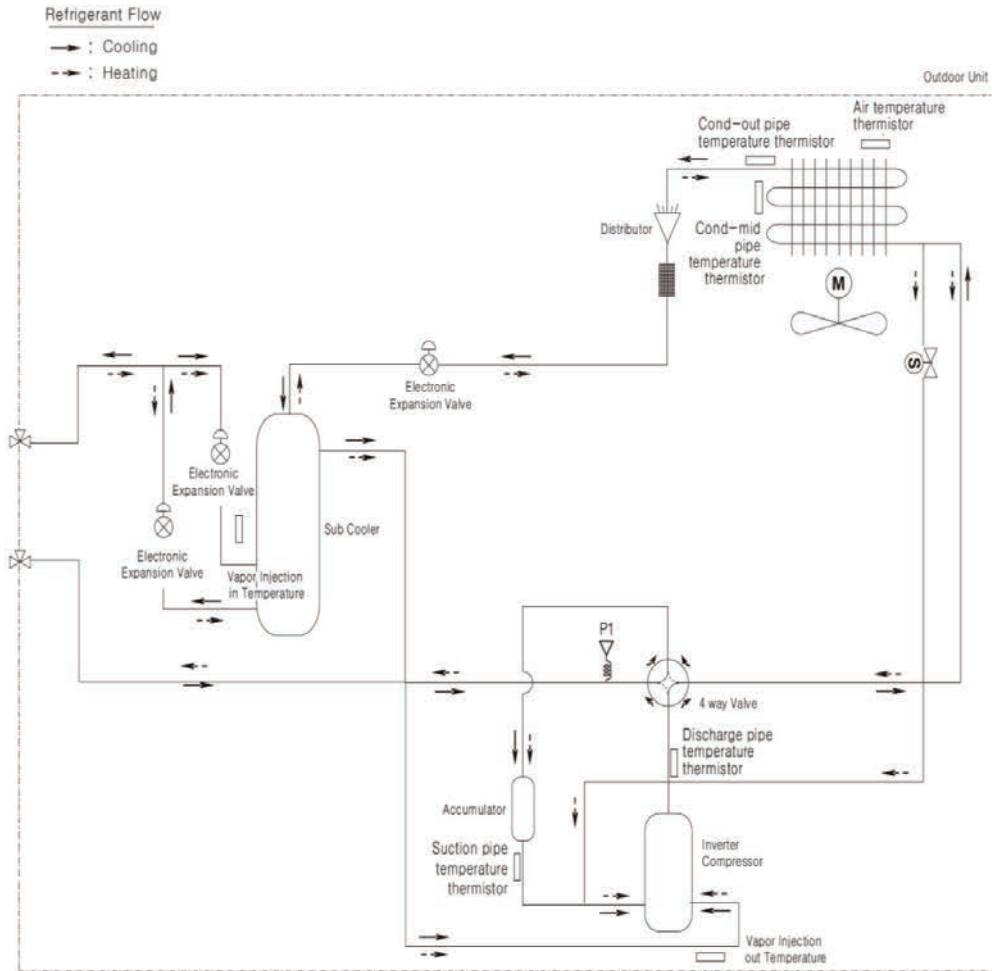 Refrigerant Flow
: Cooling
: Heating
Outdoor Unit
Air temperature
thermistor
Cond-out pipe
temperature thermistor
Distributor
Cond-mid
pipe
temperature
thermistor
M
S
Electronic
Expansion Valve
Electronic
Expansion Valve
Sub Cooler
Electronic
Expansion Valve
Vapor Injection
in Temperature
P1
4 way Valve
Discharge pipe
temperature
thermistor
Accumulator
Suction pipe
temperature
thermistor
Inverter
Compressor
Vapor Injection
out Temperature